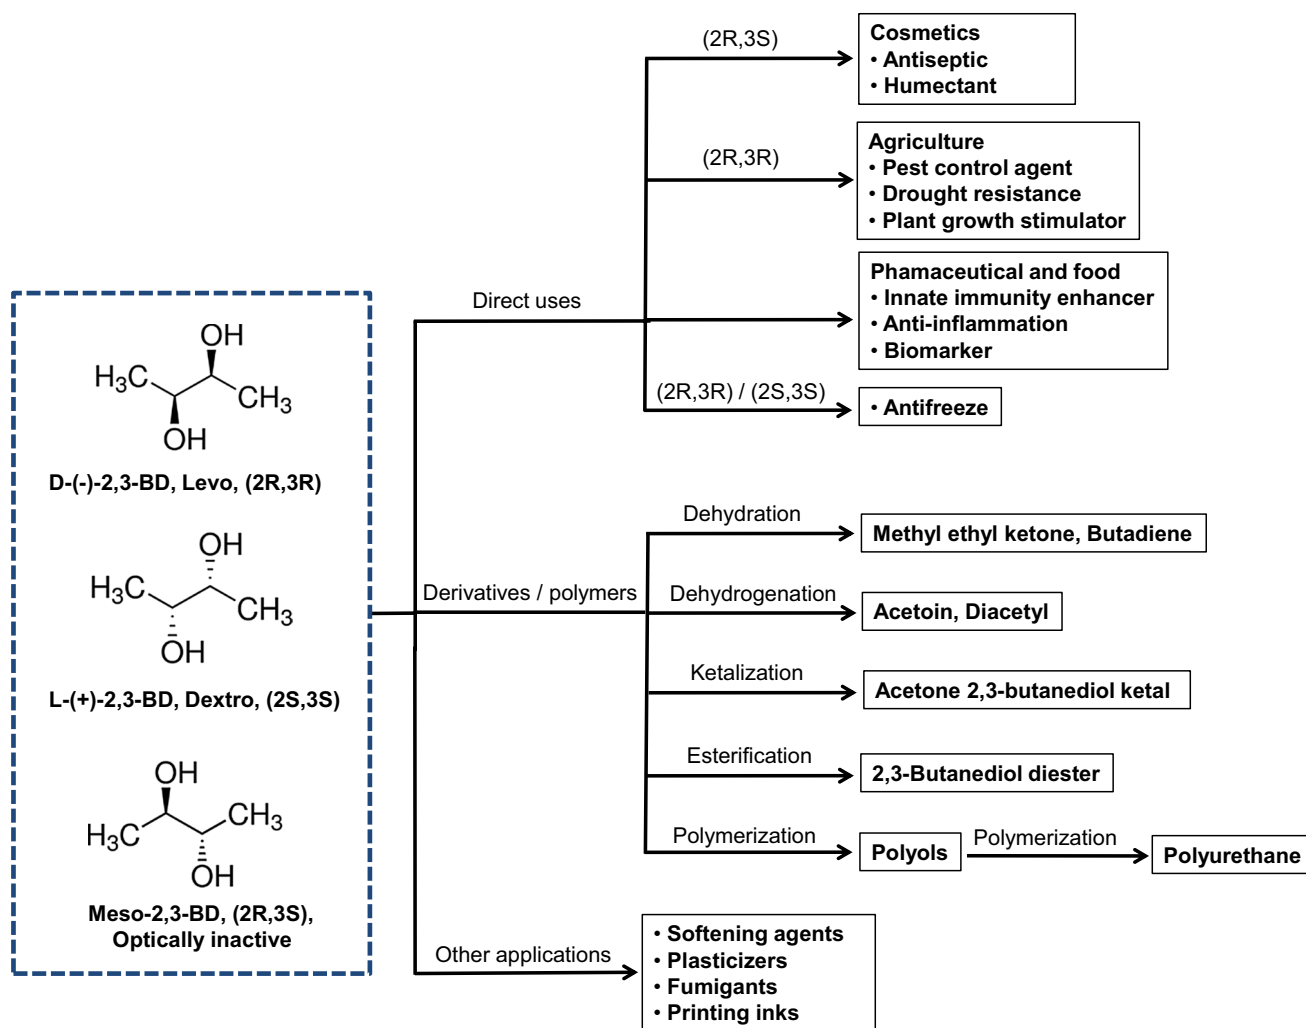 OH
H₃C
CH₃
OH
D-(-)-2,3-BD, Levo, (2R,3R)
OH
H₃C
CH₃
OH
L-(+)-2,3-BD, Dextro, (2S,3S)
OH
CH₃
H₃C
OH
Meso-2,3-BD, (2R,3S),
Optically inactive
Direct uses
(2R,3S)
Cosmetics
• Antiseptic
• Humectant
(2R,3R)
Agriculture
• Pest control agent
• Drought resistance
• Plant growth stimulator
Phamaceutical and food
• Innate immunity enhancer
• Anti-inflammation
• Biomarker
(2R,3R) / (2S,3S)
• Antifreeze
Derivatives / polymers
Dehydration
Methyl ethyl ketone, Butadiene
Dehydrogenation
Acetoin, Diacetyl
Ketalization
Acetone 2,3-butanediol ketal
Esterification
2,3-Butanediol diester
Polymerization
Polyols
Polymerization
Polyurethane
Other applications
• Softening agents
• Plasticizers
• Fumigants
• Printing inks